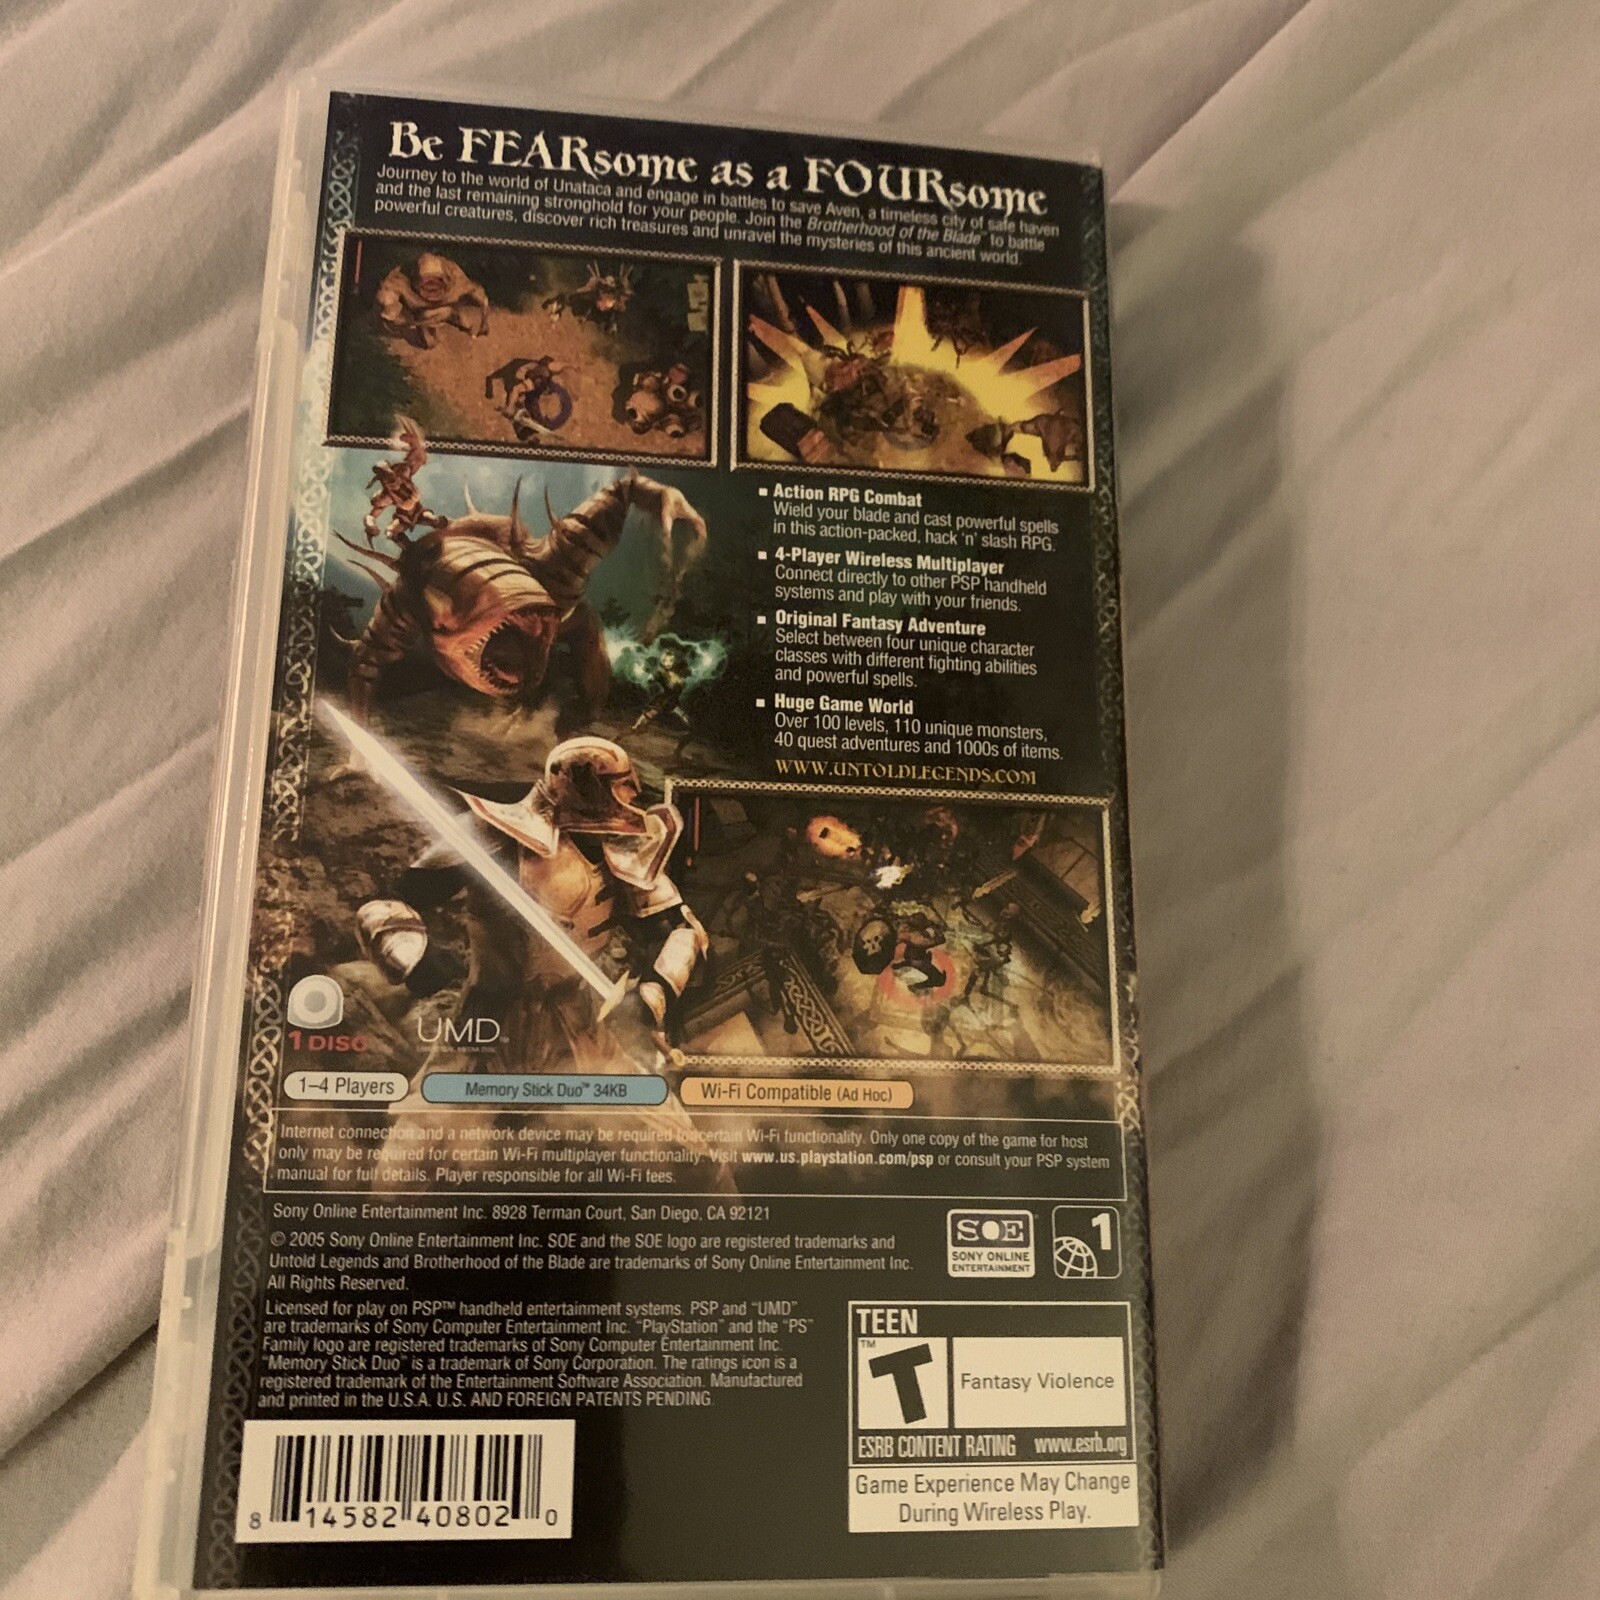 Be FEARsome as a FOURsome
Journey to the world of Unataca and engage in battles to save Aven, a timeless city of safe haven
and the last remaining stronghold for your people. Join the Brotherhood of the Blade™ to battle
powerful creatures, discover rich treasures and unravel the mysteries of this ancient world.
▪ Action RPG Combat
Wield your blade and cast powerful spells
in this action-packed, hack 'n' slash RPG.
▪ 4-Player Wireless Multiplayer
Connect directly to other PSP handheld
systems and play with your friends.
▪ Original Fantasy Adventure
Select between four unique character
classes with different fighting abilities
and powerful spells.
▪ Huge Game World
Over 100 levels, 110 unique monsters,
40 quest adventures and 1000s of items.
WWW.UNTOLDLEGENDS.COM
1 DISC
UMD
1–4 Players
Memory Stick Duo™ 34KB
Wi-Fi Compatible (Ad Hoc)
Internet connection and a network device may be required for certain Wi-Fi functionality. Only one copy of the game for host
only may be required for certain Wi-Fi multiplayer functionality. Visit www.us.playstation.com/psp or consult your PSP system
manual for full details. Player responsible for all Wi-Fi fees.
Sony Online Entertainment Inc. 8928 Terman Court, San Diego, CA 92121
© 2005 Sony Online Entertainment Inc. SOE and the SOE logo are registered trademarks and
Untold Legends and Brotherhood of the Blade are trademarks of Sony Online Entertainment Inc.
All Rights Reserved.
SOE
SONY ONLINE
ENTERTAINMENT
1
Licensed for play on PSP™ handheld entertainment systems. PSP and "UMD"
are trademarks of Sony Computer Entertainment Inc. "PlayStation" and the "PS"
Family logo are registered trademarks of Sony Computer Entertainment Inc.
"Memory Stick Duo" is a trademark of Sony Corporation. The ratings icon is a
registered trademark of the Entertainment Software Association. Manufactured
and printed in the U.S.A. U.S. AND FOREIGN PATENTS PENDING.
TEEN
T™
Fantasy Violence
ESRB CONTENT RATING www.esrb.org
Game Experience May Change
During Wireless Play.
8 14582 40802 0